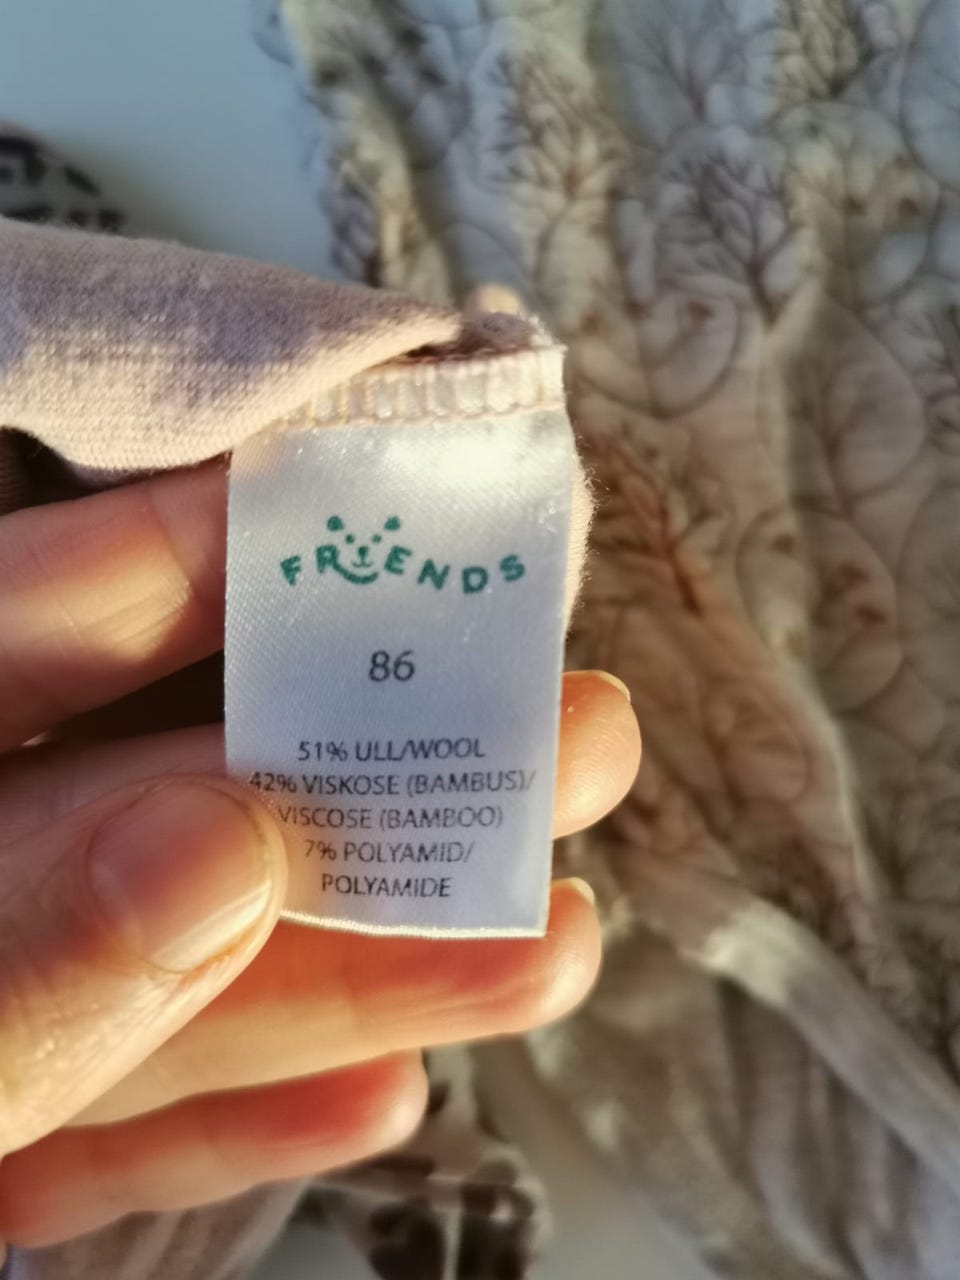 FRIENDS
86
51% ULL/WOOL
42% VISKOSE (BAMBUS)/
VISCOSE (BAMBOO)
7% POLYAMID/
POLYAMIDE